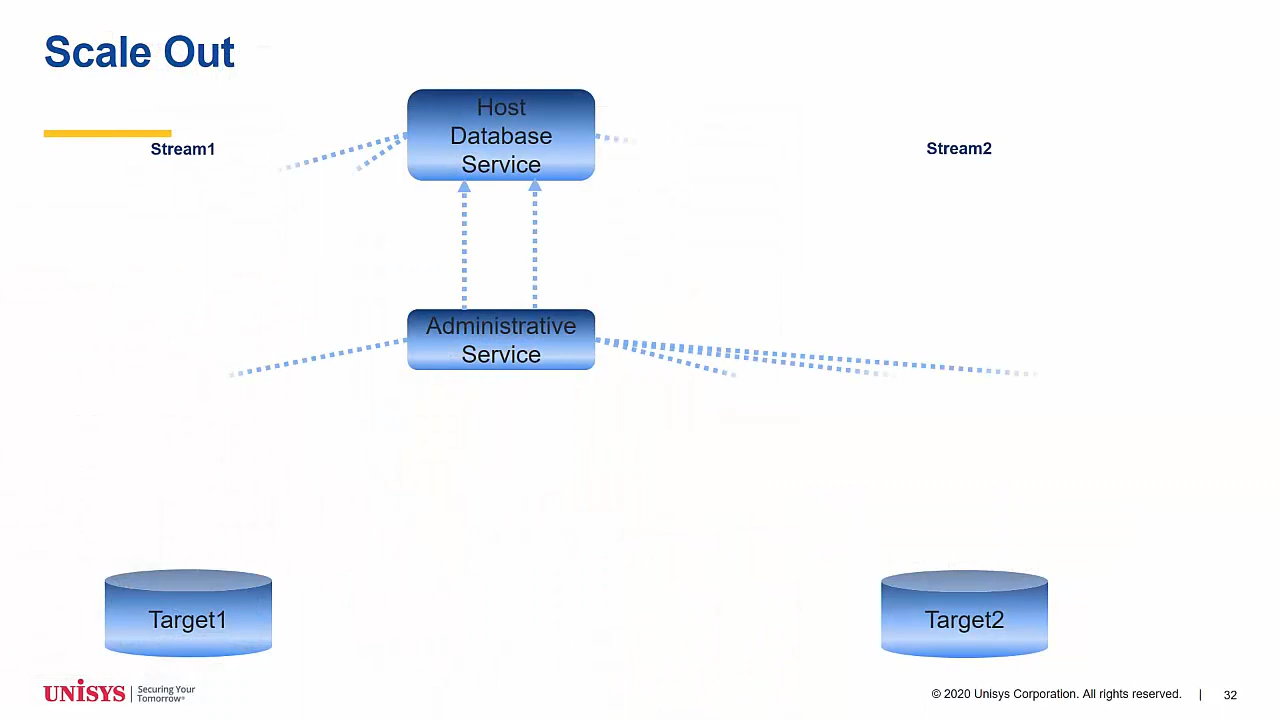 Scale Out
Host
Database
Service
Stream1
Stream2
Administrative
Service
Target1
Target2
UNISYS
Securing Your
Tomorrow®
© 2020 Unisys Corporation. All rights reserved. | 32